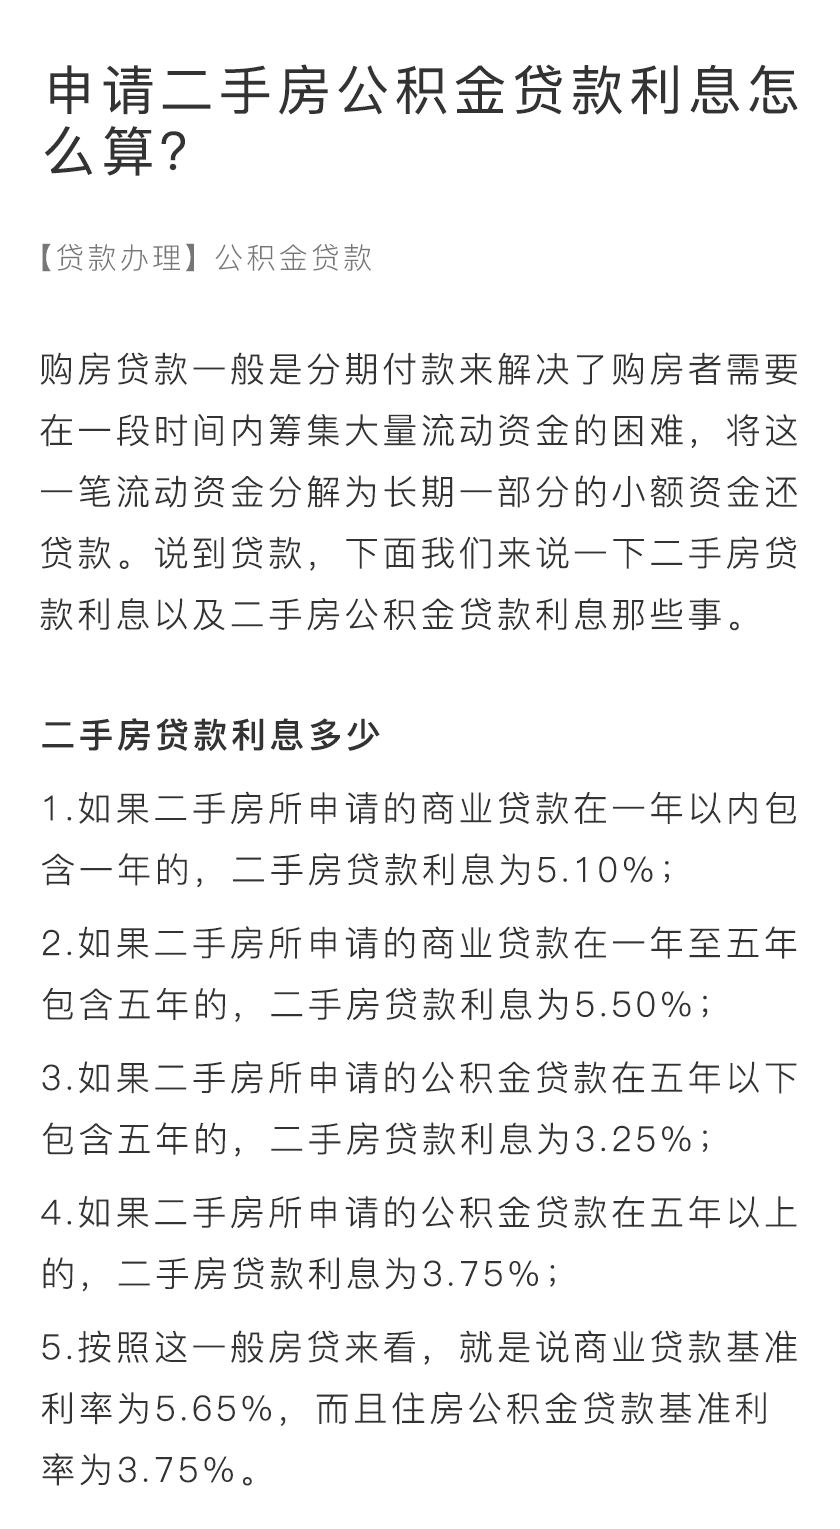 申请二手房公积金贷款利息怎
么算?
【贷款办理】公积金贷款
购房贷款一般是分期付款来解决了购房者需要
在一段时间内筹集大量流动资金的困难，将这
一笔流动资金分解为长期一部分的小额资金还
贷款。说到贷款，下面我们来说一下二手房贷
款利息以及二手房公积金贷款利息那些事。
二手房贷款利息多少
1.如果二手房所申请的商业贷款在一年以内包
含一年的，二手房贷款利息为5.10%；
2.如果二手房所申请的商业贷款在一年至五年
包含五年的，二手房贷款利息为5.50%；
3.如果二手房所申请的公积金贷款在五年以下
包含五年的，二手房贷款利息为3.25%；
4.如果二手房所申请的公积金贷款在五年以上
的，二手房贷款利息为3.75%；
5.按照这一般房贷来看，就是说商业贷款基准
利率为5.65%，而且住房公积金贷款基准利
率为3.75%。